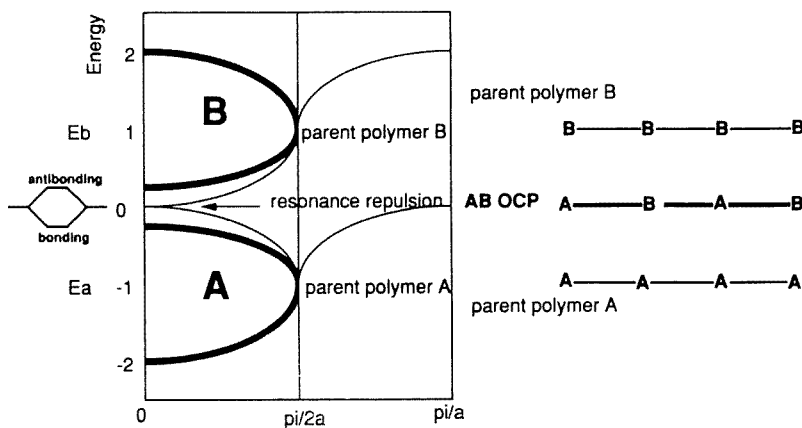 Energy
2
Eb
1
antibonding
0
bonding
Ea
-1
-2
B
parent polymer B
resonance repulsion
A
parent polymer A
0
pi/2a
pi/a
parent polymer B
B B B B
AB OCP
A B A B
A A A A
parent polymer A